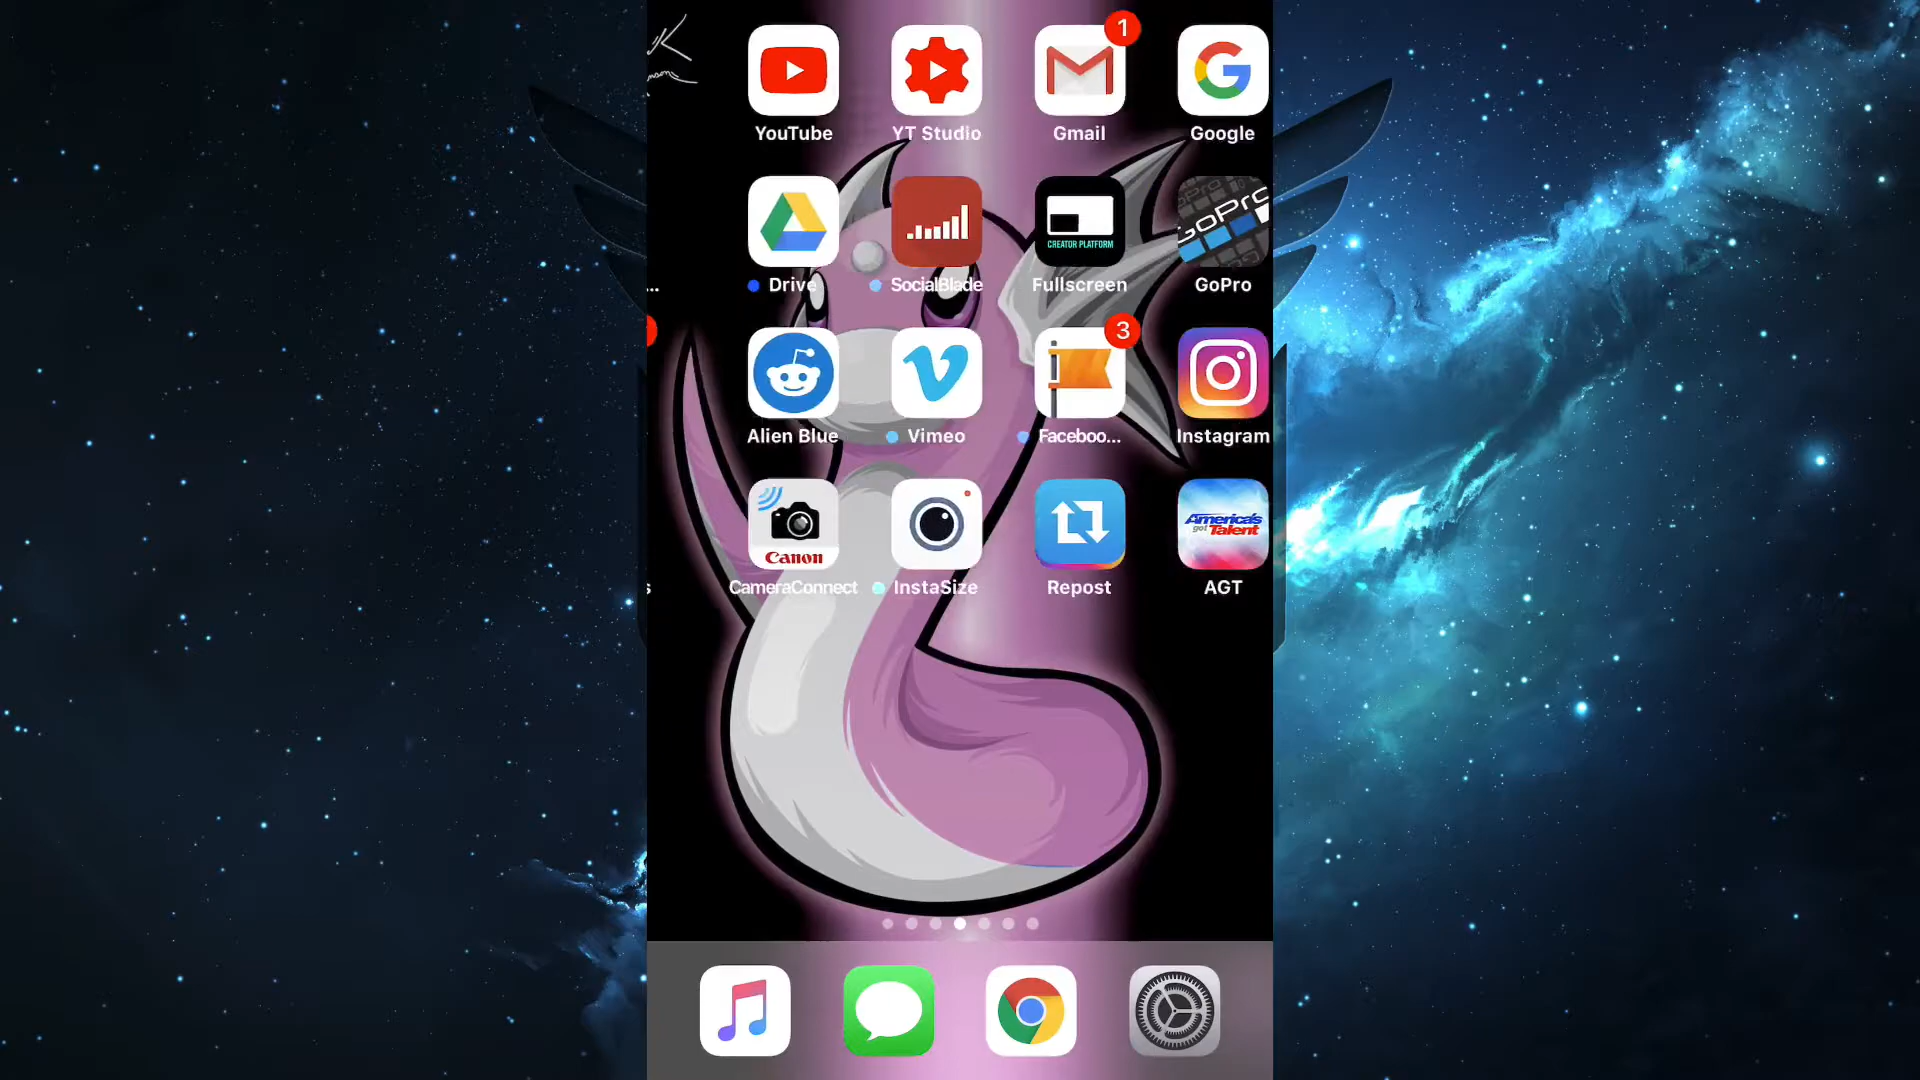 1
YouTube YT Studio Gmail Google
CREATOR PLATFORM
GoPro
... Drive SocialBlade Fullscreen GoPro
3
Alien Blue Vimeo Faceboo... Instagram
Canon
America's
got Talent
s CameraConnect InstaSize Repost AGT